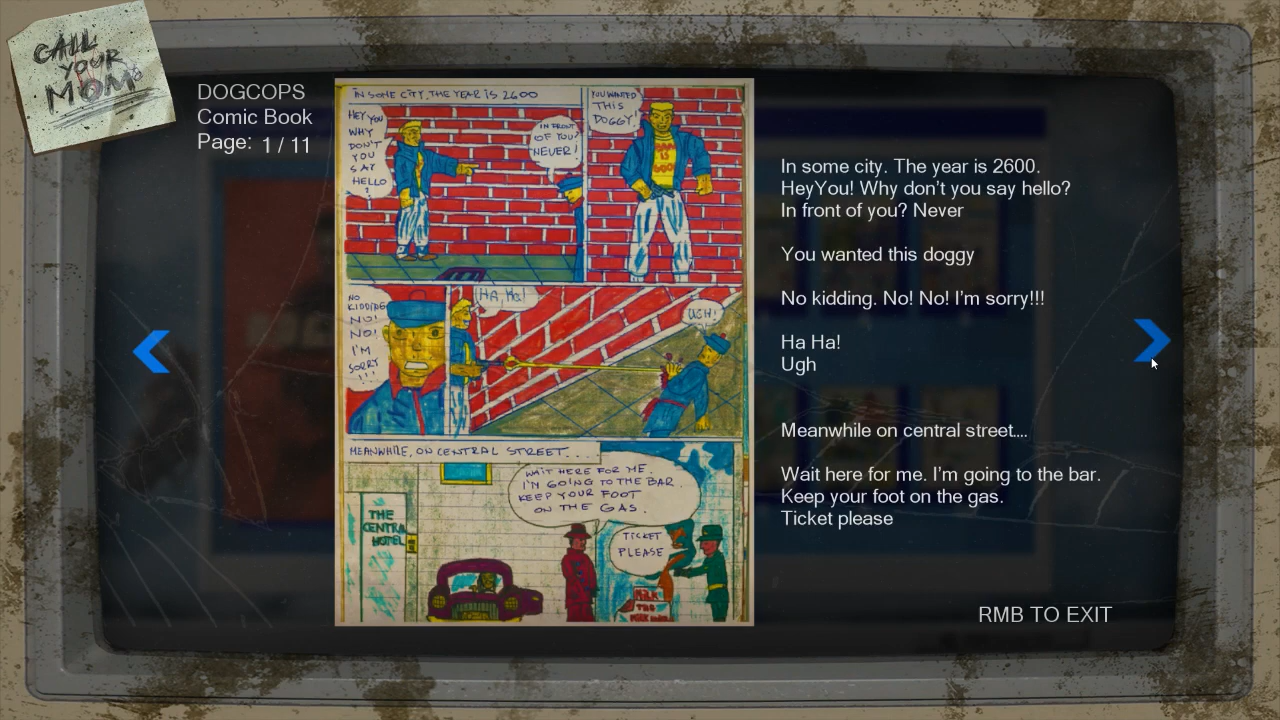 CALL
YOUR
MOM
DOGCOPS
Comic Book
Page: 1 / 11
IN SOME CITY, THE YEAR IS 2600
HEY YOU
WHY
DON'T
YOU
SAY
HELLO
?
IN FRONT
OF YOU?
NEVER!
YOU WANTED
THIS
DOGGY!
IS
NO
KIDDING
NO!
NO!
I'M
SORRY
!!!
HA, HA!
UGH!
MEANWHILE, ON CENTRAL STREET....
WAIT HERE FOR ME.
I'M GOING TO THE BAR.
KEEP YOUR FOOT
ON THE GAS.
THE
CENTRAL
HOTEL
TICKET
PLEASE
MILK
THE
In some city. The year is 2600.
HeyYou! Why don't you say hello?
In front of you? Never
You wanted this doggy
No kidding. No! No! I'm sorry!!!
Ha Ha!
Ugh
Meanwhile on central street....
Wait here for me. I'm going to the bar.
Keep your foot on the gas.
Ticket please
RMB TO EXIT